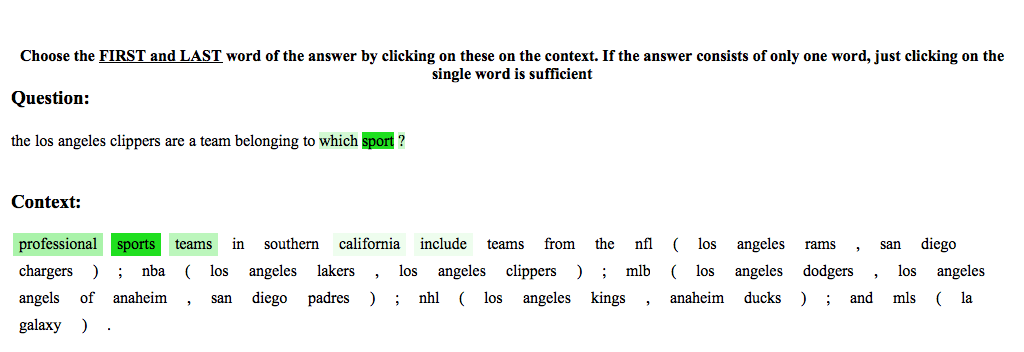 Choose the FIRST and LAST word of the answer by clicking on these on the context. If the answer consists of only one word, just clicking on the
single word is sufficient
Question:
the los angeles clippers are a team belonging to which sport ?
Context:
professional sports teams in southern california include teams from the nfl ( los angeles rams , san diego
chargers ) ; nba ( los angeles lakers , los angeles clippers ) ; mlb ( los angeles dodgers , los angeles
angels of anaheim , san diego padres ) ; nhl ( los angeles kings , anaheim ducks ) ; and mls ( la
galaxy ) .